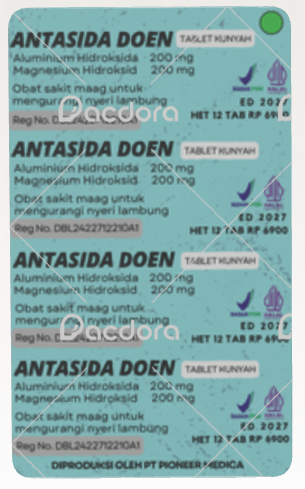 ANTASIDA DOEN TABLET KUNYAH
Aluminium Hidroksida 200 mg
Magnesium Hidroksid 200 mg
Obat sakit maag untuk
mengurangi nyeri lambung
Dacdora
ED 2027
Reg No. DBL2422712210A1
HET 12 TAB RP 6900
ANTASIDA DOEN TABLET KUNYAH
Aluminium Hidroksida 200 mg
Magnesium Hidroksid 200 mg
Obat sakit maag untuk
mengurangi nyeri lambung
ED 2027
Reg No. DBL2422712210A1
HET 12 TAB RP 6900
ANTASIDA DOEN TABLET KUNYAH
Aluminium Hidroksida 200 mg
Magnesium Hidroksid 200 mg
Obat sakit maag untuk
mengurangi nyeri lambung
Dacdora
ED 2027
Reg No. DBL2422712210A1
HET 12 TAB RP 6900
ANTASIDA DOEN TABLET KUNYAH
Aluminium Hidroksida 200 mg
Magnesium Hidroksid 200 mg
Obat sakit maag untuk
mengurangi nyeri lambung
ED 2027
Reg No. DBL2422712210A1
HET 12 TAB RP 6900
DIPRODUKSI OLEH PT PIONEER MEDICA